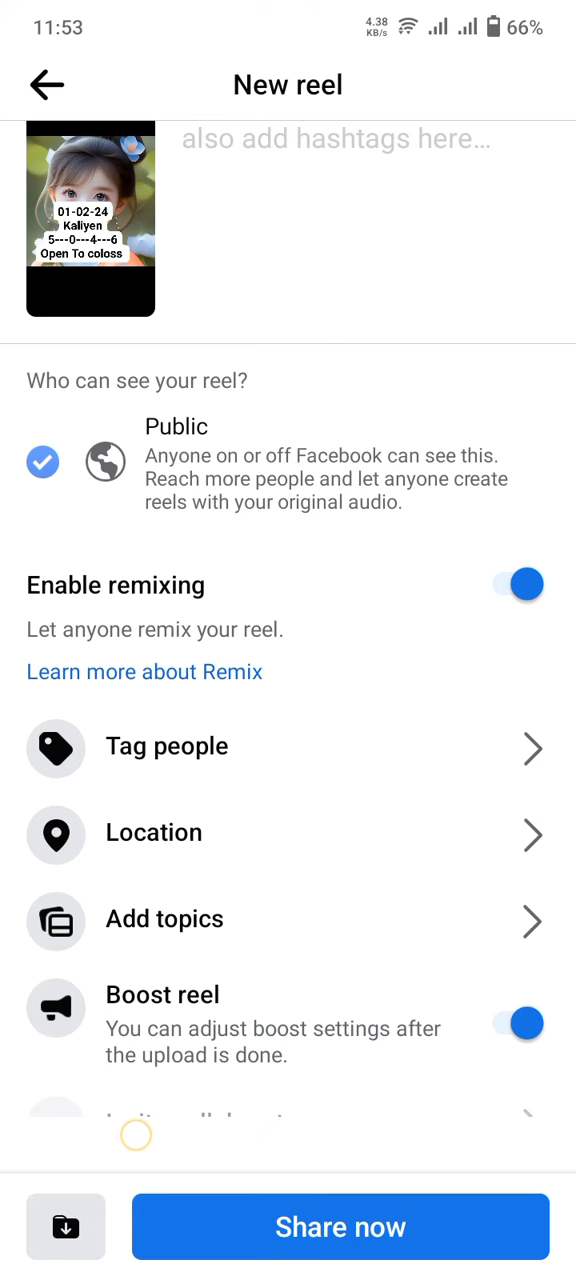 11:53
4.38
KB/s
66%
New reel
also add hashtags here...
01-02-24
Kaliyen
5---0---4---6
Open To coloss
Who can see your reel?
Public
Anyone on or off Facebook can see this.
Reach more people and let anyone create
reels with your original audio.
Enable remixing
Let anyone remix your reel.
Learn more about Remix
Tag people
Location
Add topics
Boost reel
You can adjust boost settings after
the upload is done.
Share now